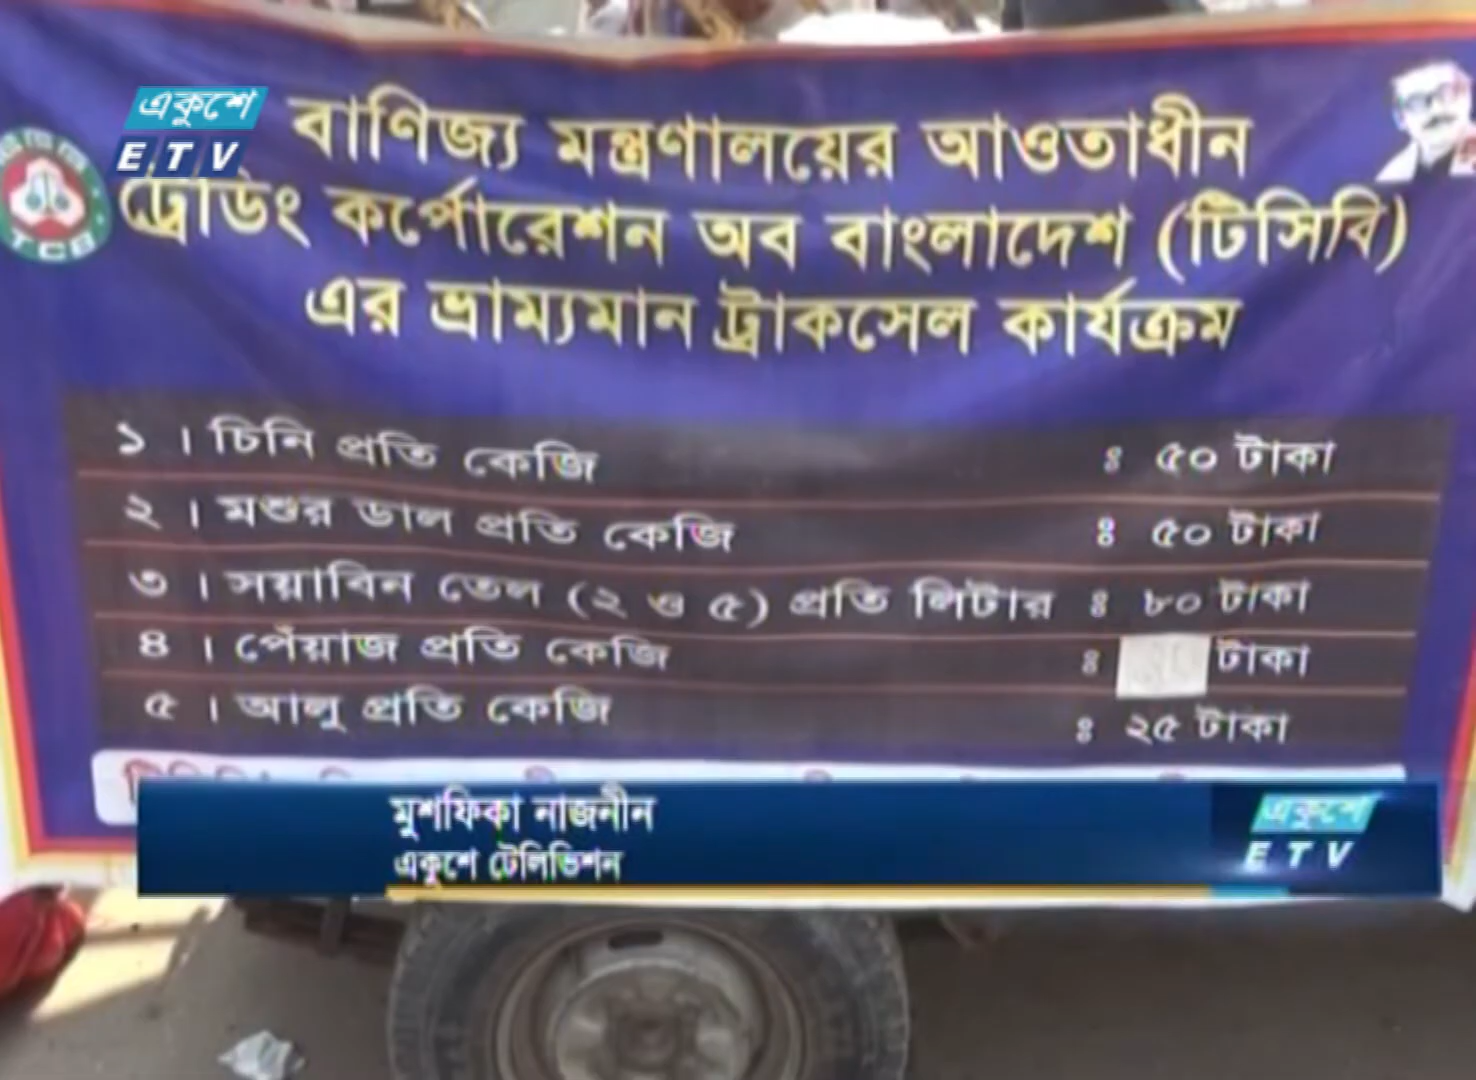 একুশে
ETV
TCB
বাণিজ্য মন্ত্রণালয়ের আওতাধীন
ট্রেডিং কর্পোরেশন অব বাংলাদেশ (টিসিবি)
এর ভ্রাম্যমান ট্রাকসেল কার্যক্রম
১ । চিনি প্রতি কেজি : ৫০ টাকা
২ । মশুর ডাল প্রতি কেজি : ৫০ টাকা
৩ । সয়াবিন তেল (২ ও ৫) প্রতি লিটার : ৮০ টাকা
৪ । পেঁয়াজ প্রতি কেজি : টাকা
৫ । আলু প্রতি কেজি : ২৫ টাকা
মুশফিকা নাজনীন
একুশে টেলিভিশন
একুশে
ETV